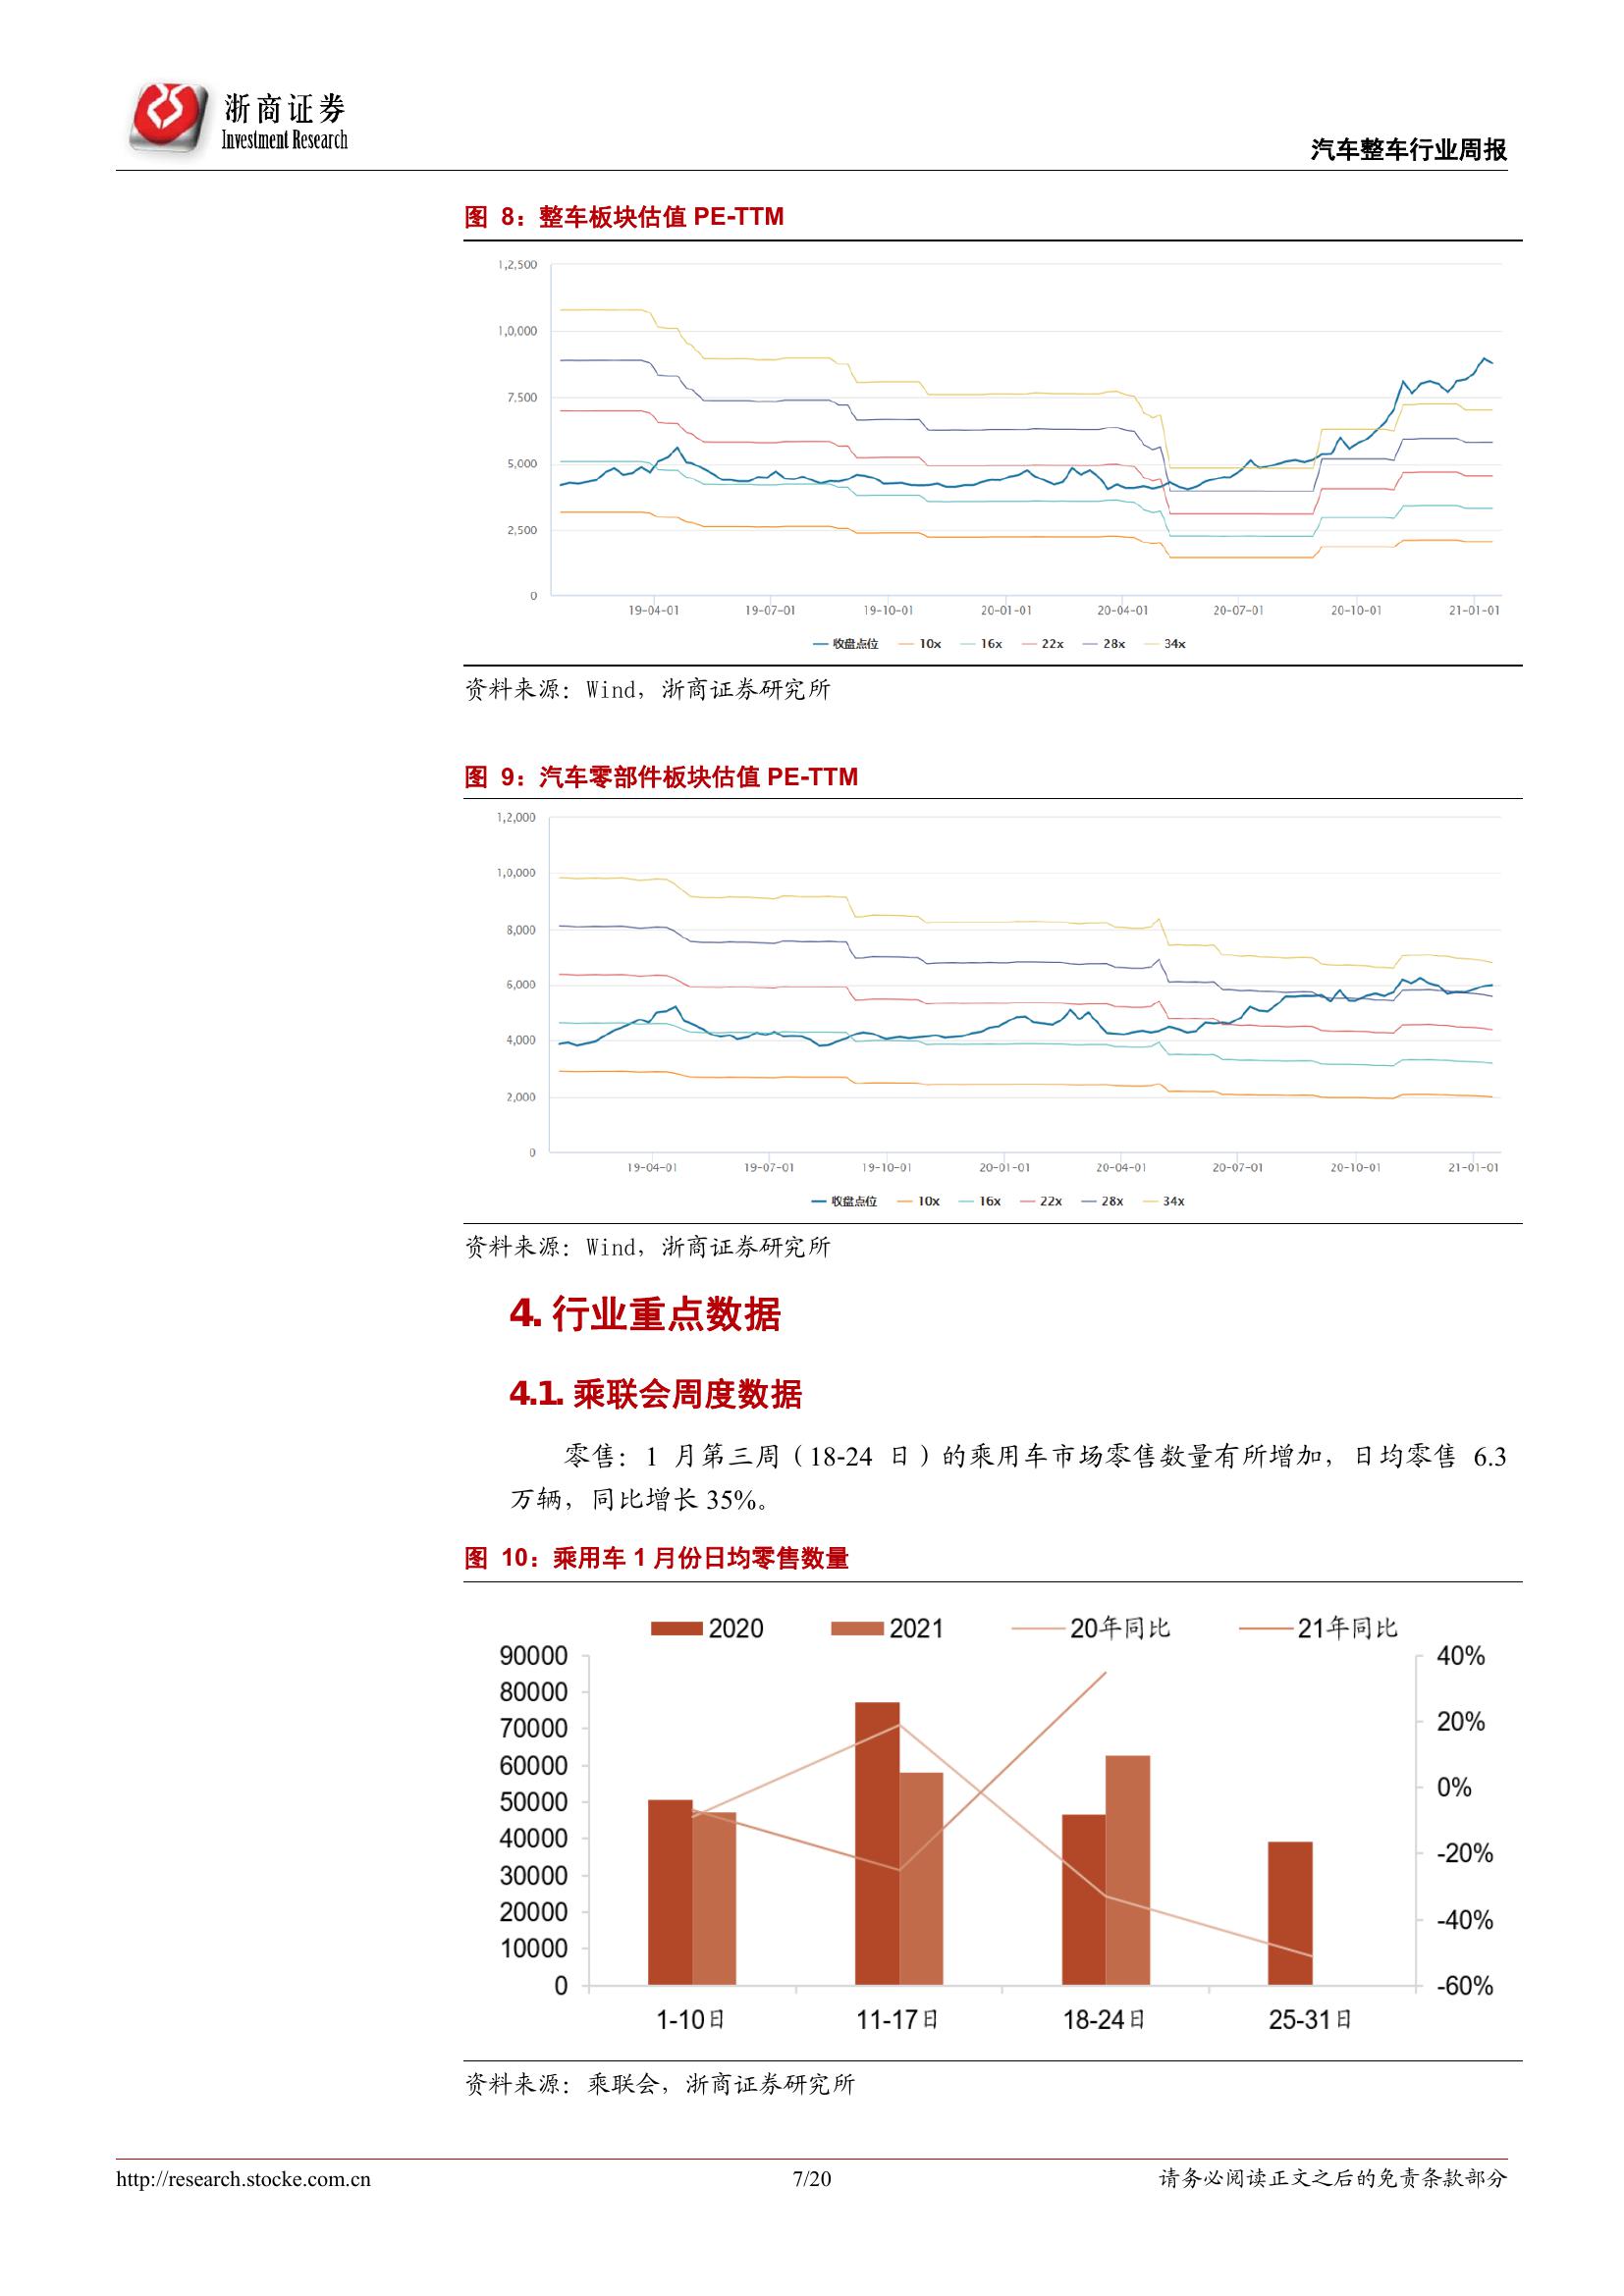 浙商证券
Investment Research
汽车整车行业周报
图 8：整车板块估值 PE-TTM
1,2,500
1,0,000
7,500
5,000
2,500
0
19-04-01 19-07-01 19-10-01 20-01-01 20-04-01 20-07-01 20-10-01 21-01-01
收盘点位 10x 16x 22x 28x 34x
资料来源：Wind，浙商证券研究所
图 9：汽车零部件板块估值 PE-TTM
1,2,000
1,0,000
8,000
6,000
4,000
2,000
0
19-04-01 19-07-01 19-10-01 20-01-01 20-04-01 20-07-01 20-10-01 21-01-01
收盘点位 10x 16x 22x 28x 34x
资料来源：Wind，浙商证券研究所
4. 行业重点数据
4.1. 乘联会周度数据
零售：1 月第三周（18-24 日）的乘用车市场零售数量有所增加，日均零售 6.3
万辆，同比增长 35%。
图 10：乘用车 1 月份日均零售数量
2020 2021 20年同比 21年同比
90000 40%
80000
70000 20%
60000
50000 0%
40000
30000 -20%
20000 -40%
10000
0 -60%
1-10日 11-17日 18-24日 25-31日
资料来源：乘联会，浙商证券研究所
http://research.stocke.com.cn 7/20 请务必阅读正文之后的免责条款部分